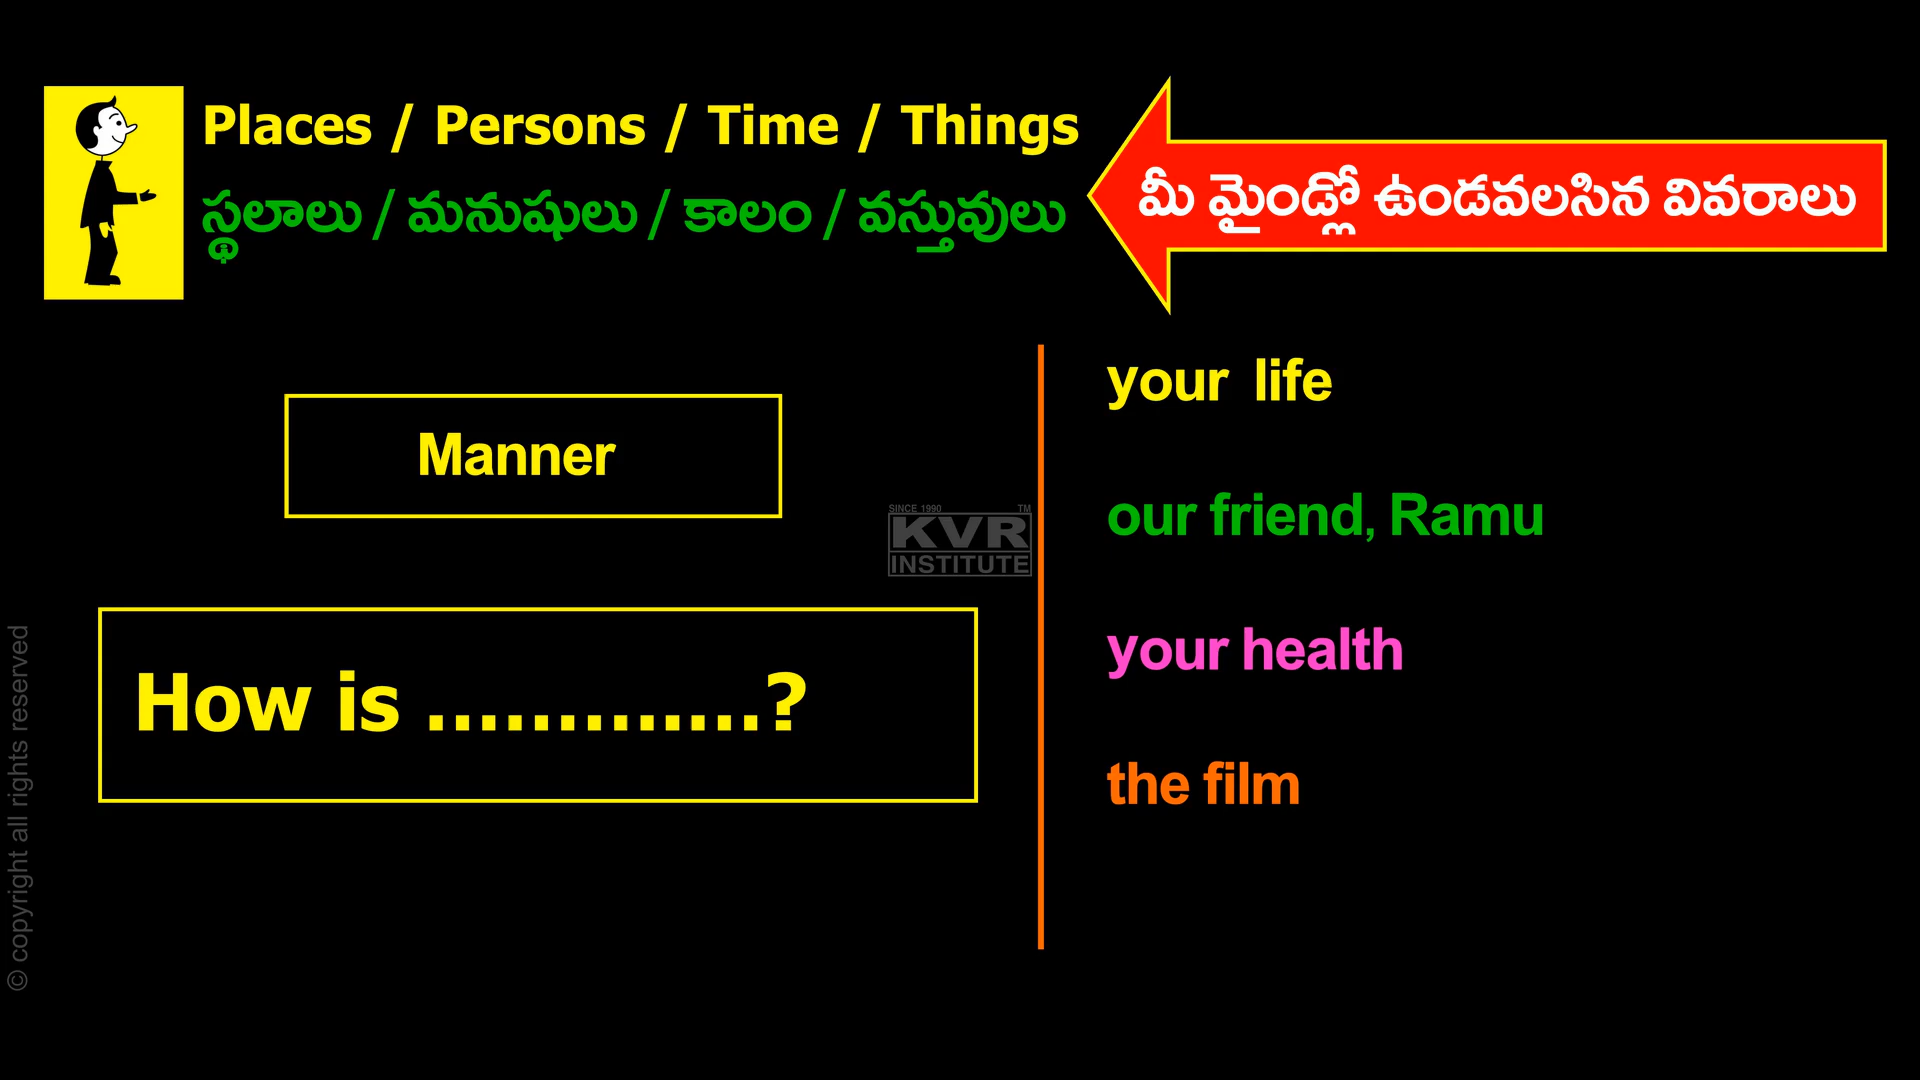 Places / Persons / Time / Things
స్థలాలు / మనుషులు / కాలం / వస్తువులు
మీ మైండ్లో ఉండవలసిన వివరాలు
Manner
How is .............?
your life
our friend, Ramu
your health
the film
SINCE 1990 TM
KVR
INSTITUTE
© copyright all rights reserved